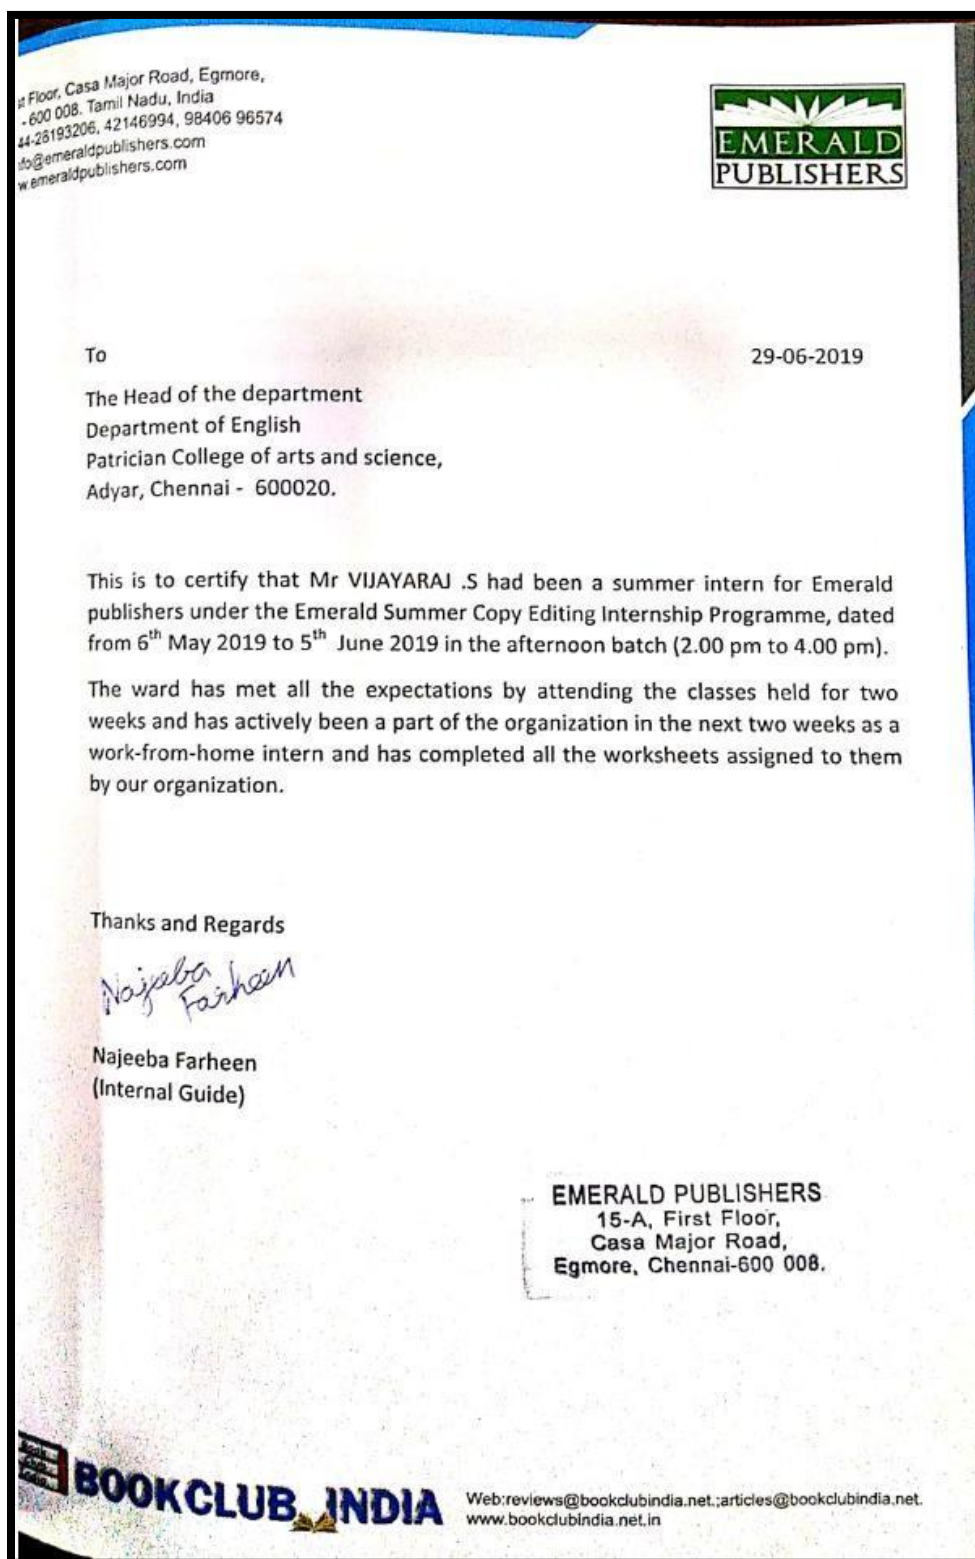 Floor, Casa Major Road, Egmore,
- 600 008. Tamil Nadu, India
44-28193206, 42146994, 98406 96574
@emeraldpublishers.com
w.emeraldpublishers.com
EMERALD
PUBLISHERS
To
29-06-2019
The Head of the department
Department of English
Patrician College of arts and science,
Adyar, Chennai - 600020.
This is to certify that Mr VIJAYARAJ .S had been a summer intern for Emerald
publishers under the Emerald Summer Copy Editing Internship Programme, dated
from 6th May 2019 to 5th June 2019 in the afternoon batch (2.00 pm to 4.00 pm).
The ward has met all the expectations by attending the classes held for two
weeks and has actively been a part of the organization in the next two weeks as a
work-from-home intern and has completed all the worksheets assigned to them
by our organization.
Thanks and Regards
Najeeba
Farheen
Najeeba Farheen
(Internal Guide)
EMERALD PUBLISHERS
15-A, First Floor,
Casa Major Road,
Egmore, Chennai-600 008.
Book
Club
India
BOOKCLUB INDIA
Web:reviews@bookclubindia.net.;articles@bookclubindia.net.
www.bookclubindia.net.in